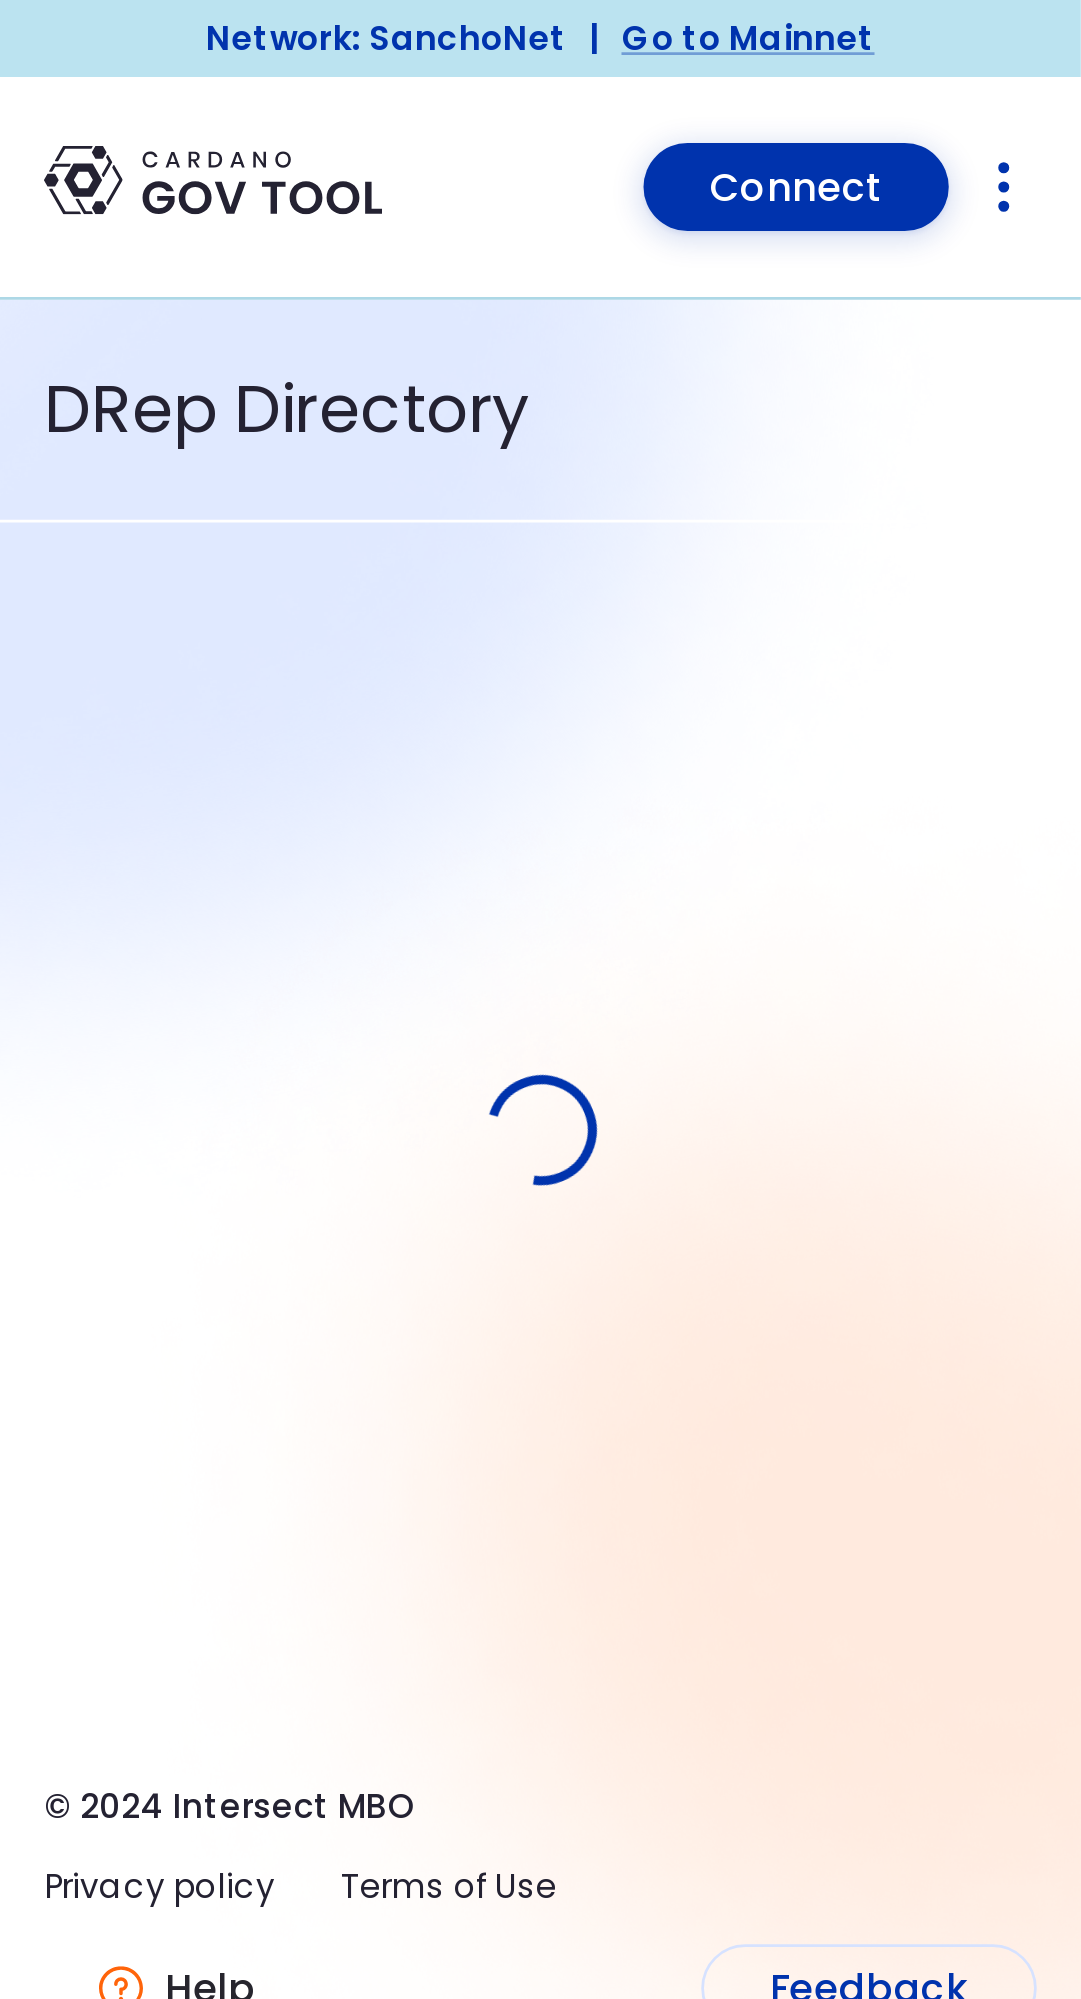 Network: SanchoNet | Go to Mainnet
CARDANO
GOV TOOL
Connect
DRep Directory
© 2024 Intersect MBO
Privacy policy Terms of Use
Help Feedback